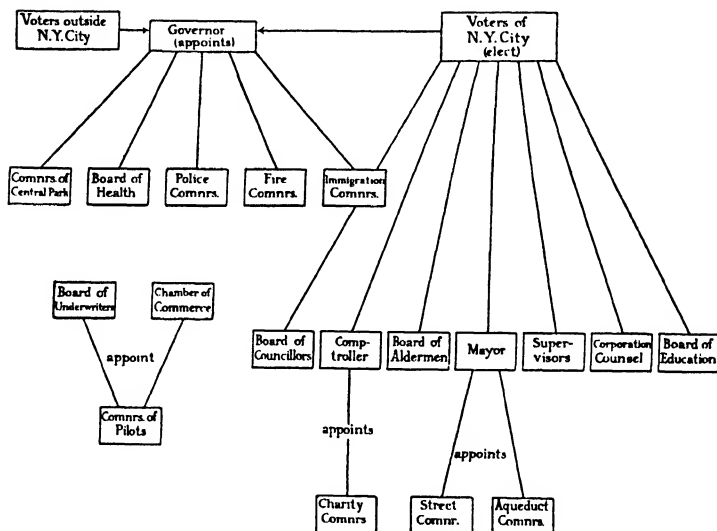 Voters outside
N.Y. City
Governor
(appoints)
Voters of
N.Y. City
(elect)
Comnrs. of
Central Park
Board of
Health
Police
Comnrs.
Fire
Comnrs.
Immigration
Comnrs.
Board of
Underwriters
Chamber of
Commerce
appoint
Comnrs. of
Pilots
Board of
Councillors
Comp-
troller
Board of
Aldermen
Mayor
Super-
visors
Corporation
Counsel
Board of
Education
appoints
appoints
Charity
Comnrs
Street
Comnr.
Aqueduct
Comnrs.